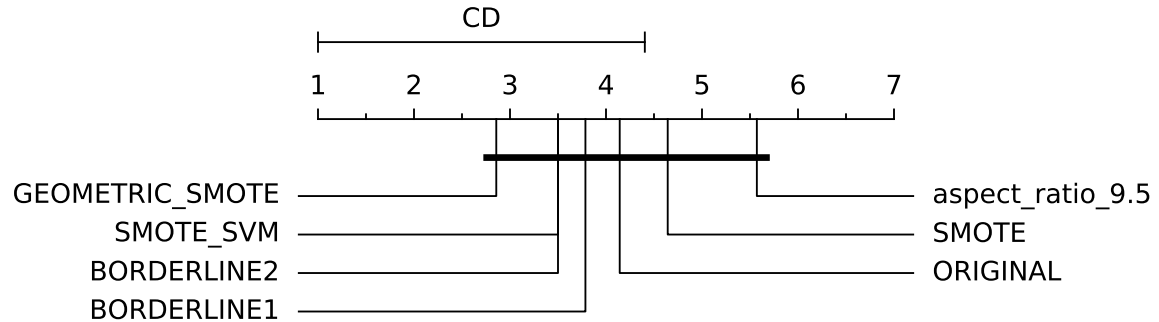 CD
1 2 3 4 5 6 7
GEOMETRIC_SMOTE aspect_ratio_9.5
SMOTE_SVM SMOTE
BORDERLINE2 ORIGINAL
BORDERLINE1